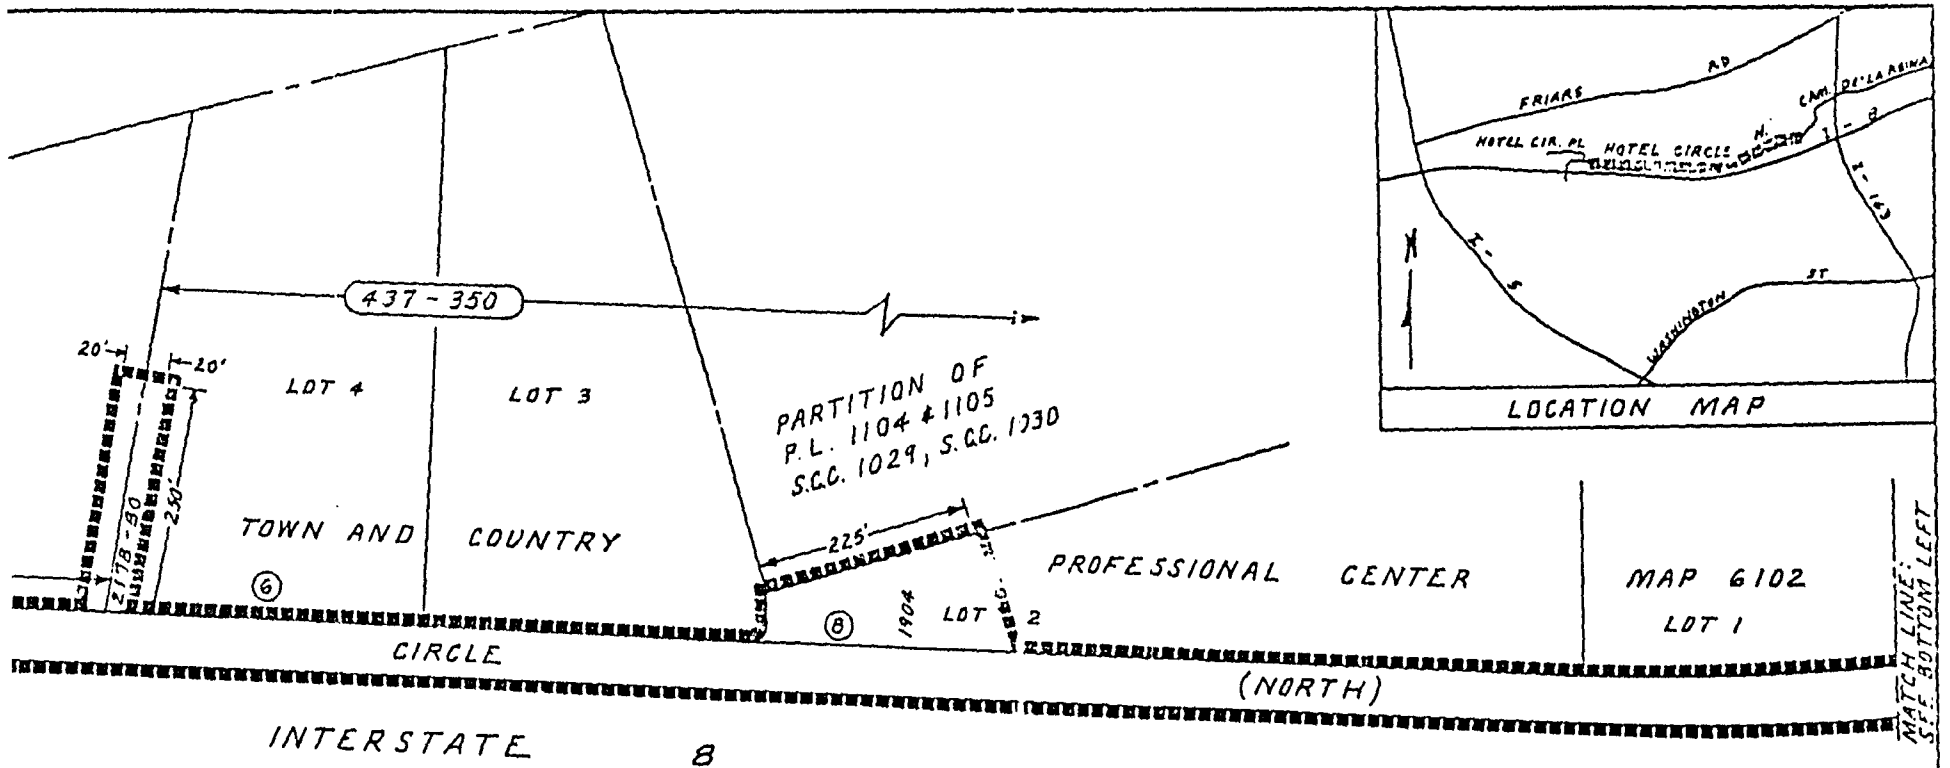 437-350
20'
20'
LOT 4
LOT 3
250'
2178-80
TOWN AND COUNTRY
6
PARTITION OF
P.L. 1104 & 1105
S.C.C. 1029, S.C.C. 1030
225'
8
1904
LOT 2
PROFESSIONAL CENTER
MAP 6102
LOT 1
CIRCLE
(NORTH)
INTERSTATE 8
MATCH LINE:
SEE BOTTOM LEFT
FRIARS RD
CAM. DE LA REINA
HOTEL CIR. PL
HOTEL CIRCLE N.
I-8
I-163
I-5
WASHINGTON ST
N
LOCATION MAP